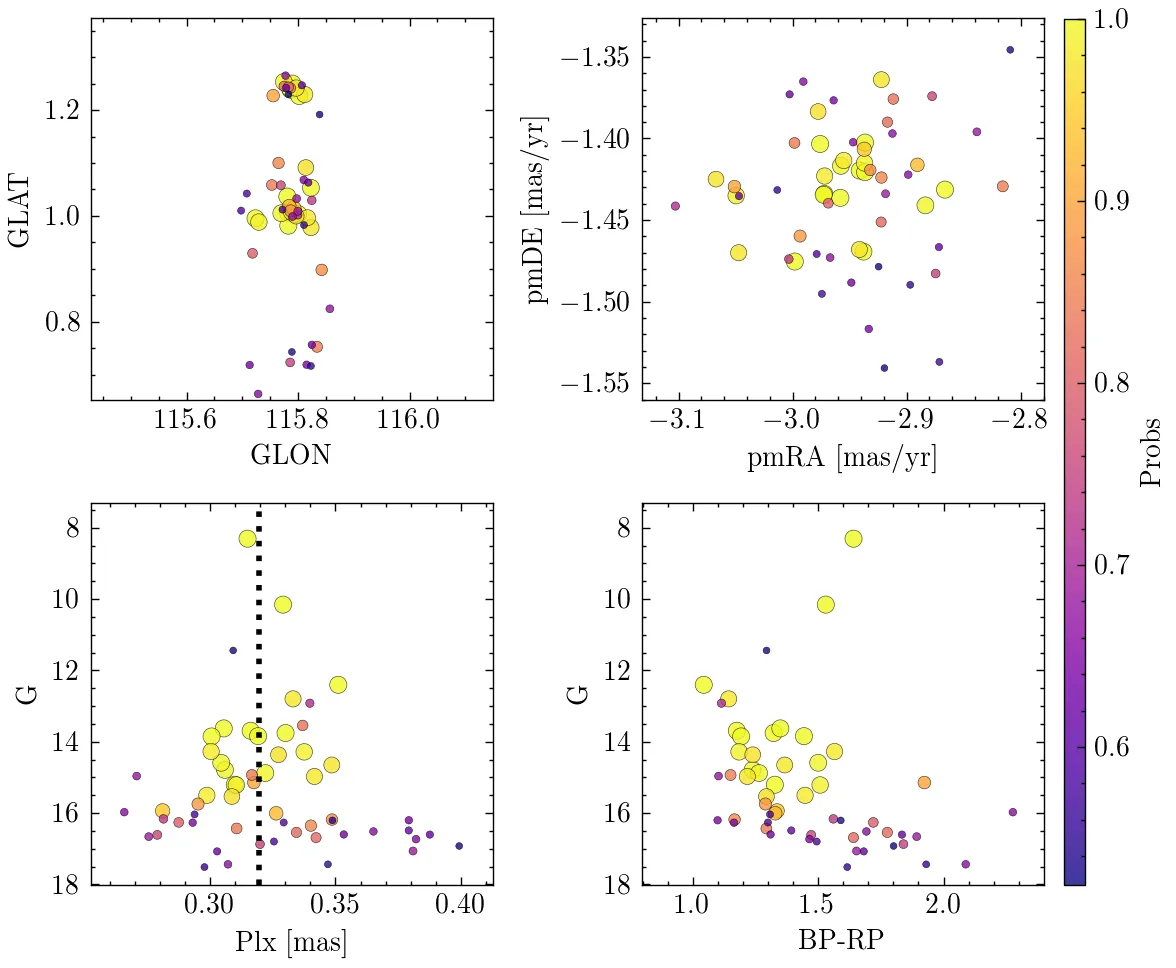 1.2
1.0
0.8
GLAT
115.6 115.8 116.0
GLON
−1.35
−1.40
−1.45
−1.50
−1.55
pmDE [mas/yr]
−3.1 −3.0 −2.9 −2.8
pmRA [mas/yr]
1.0
0.9
0.8
0.7
0.6
Probs
8
10
12
14
16
18
G
0.30 0.35 0.40
Plx [mas]
8
10
12
14
16
18
G
1.0 1.5 2.0
BP-RP